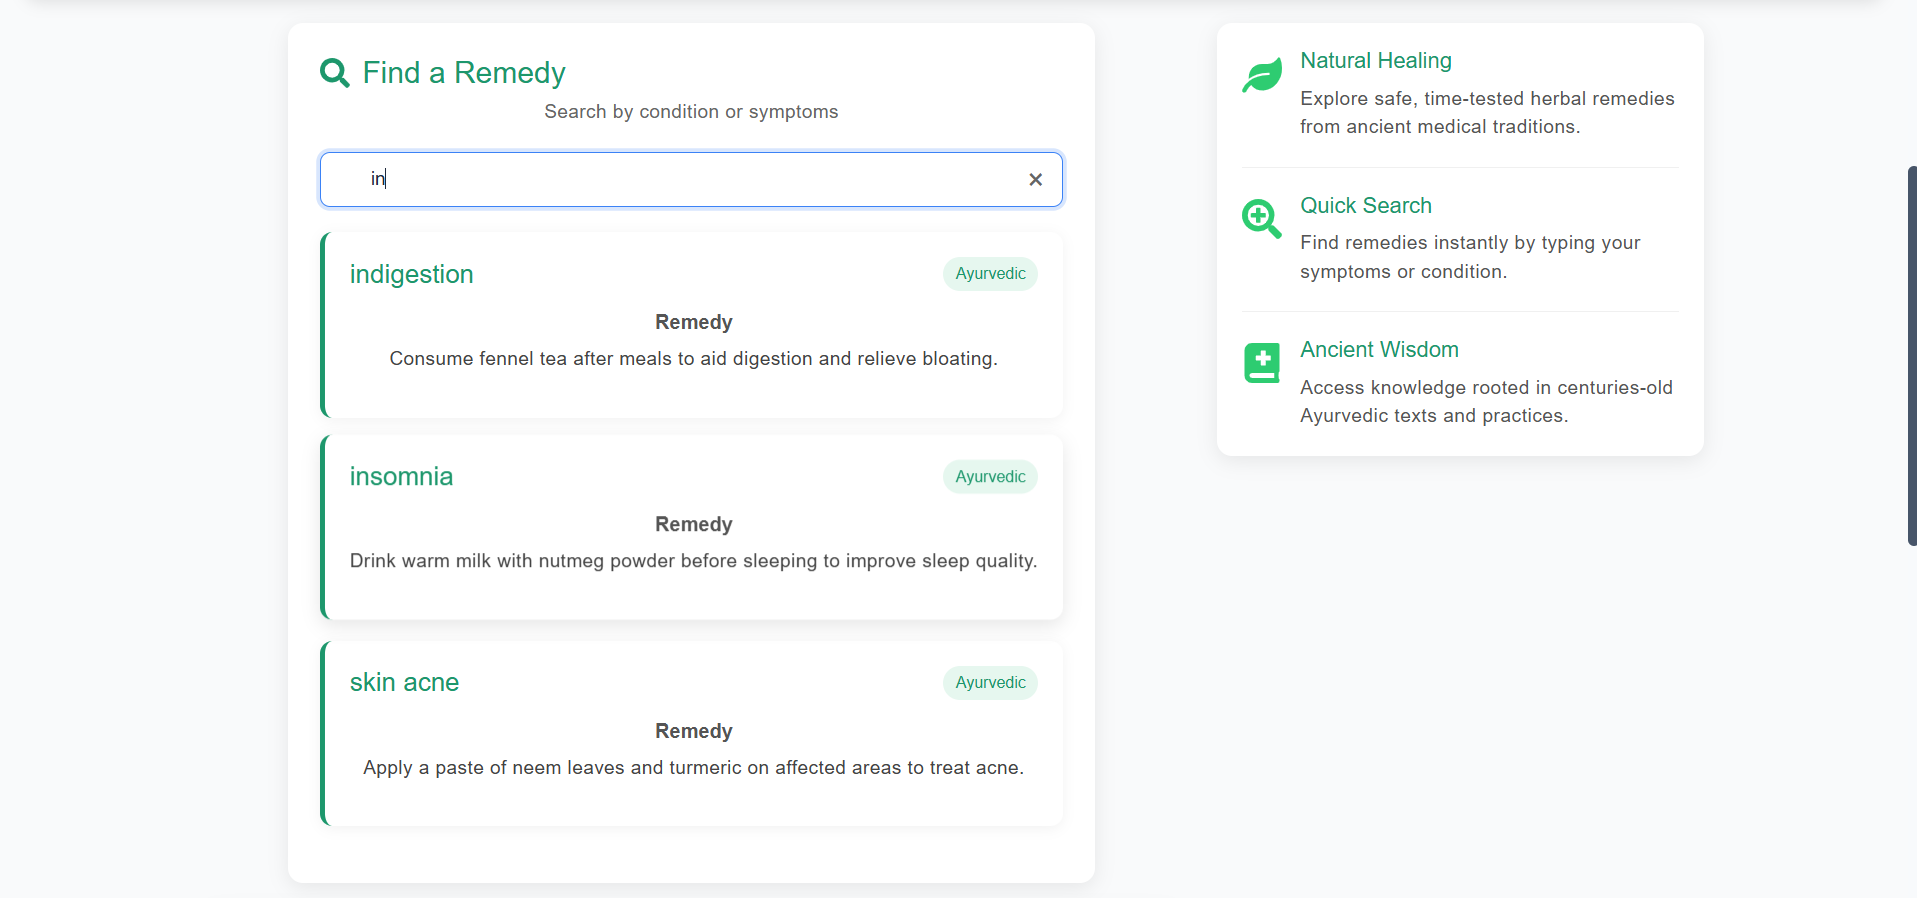 Find a Remedy
Search by condition or symptoms
in
indigestion
Ayurvedic
Remedy
Consume fennel tea after meals to aid digestion and relieve bloating.
insomnia
Ayurvedic
Remedy
Drink warm milk with nutmeg powder before sleeping to improve sleep quality.
skin acne
Ayurvedic
Remedy
Apply a paste of neem leaves and turmeric on affected areas to treat acne.
Natural Healing
Explore safe, time-tested herbal remedies
from ancient medical traditions.
Quick Search
Find remedies instantly by typing your
symptoms or condition.
Ancient Wisdom
Access knowledge rooted in centuries-old
Ayurvedic texts and practices.